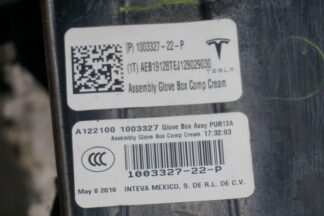 (P) 1003327-22-P
(1T) AEB19128TEJ128029030
TESLA
Assembly Glove Box Comp Cream
A122100 1003327 Glove Box Assy PUR13A
Assembly Glove Box Comp Cream 17:32:03
CCC
1003327-22-P
May 8 2019 INTEVA MEXICO, S. DE R.L. DE C.V.